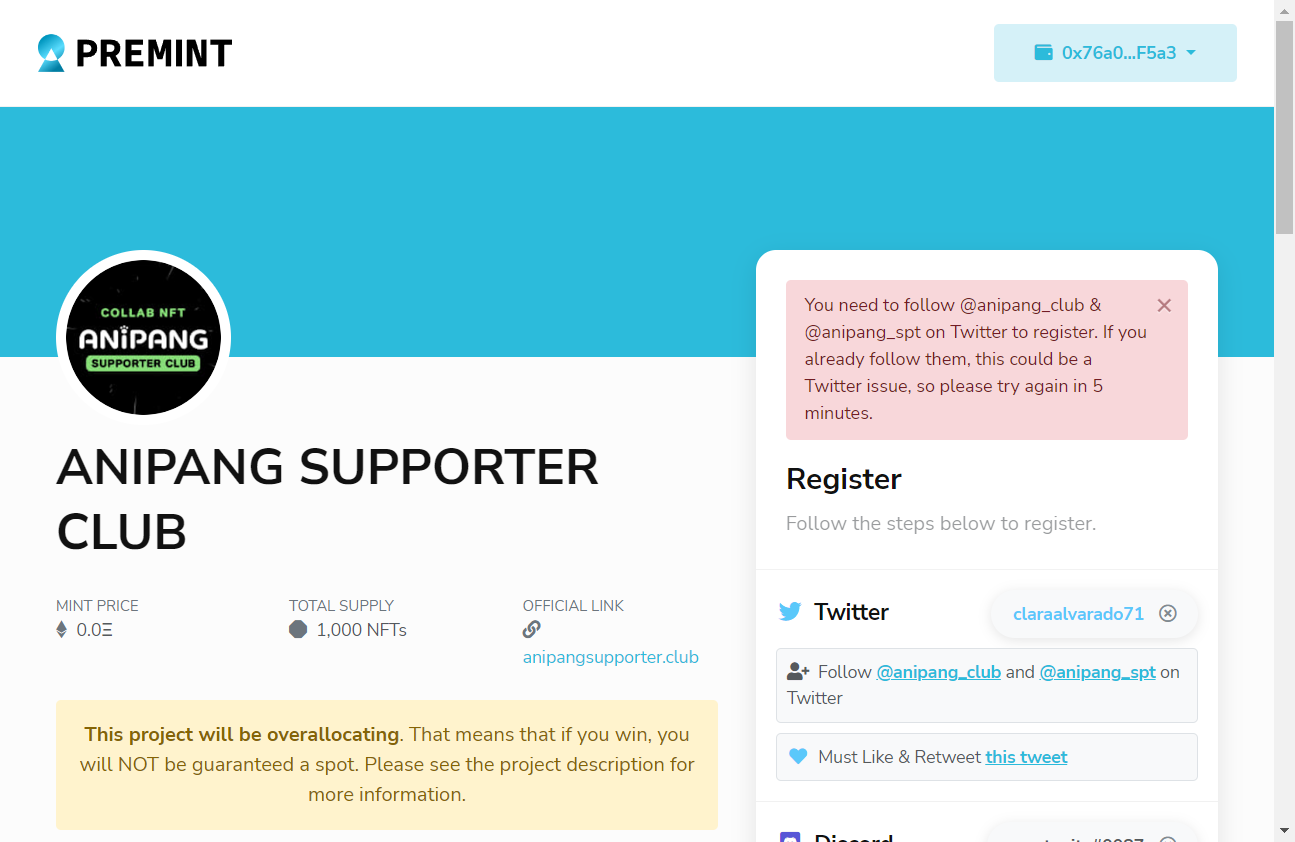 PREMINT
0x76a0...F5a3
COLLAB NFT
ANIPANG
SUPPORTER CLUB
ANIPANG SUPPORTER
CLUB
MINT PRICE
0.0Ξ
TOTAL SUPPLY
1,000 NFTs
OFFICIAL LINK
anipangsupporter.club
This project will be overallocating. That means that if you win, you
will NOT be guaranteed a spot. Please see the project description for
more information.
You need to follow @anipang_club &
@anipang_spt on Twitter to register. If you
already follow them, this could be a
Twitter issue, so please try again in 5
minutes.
Register
Follow the steps below to register.
Twitter
claraalvarado71
Follow @anipang_club and @anipang_spt on
Twitter
Must Like & Retweet this tweet
Discord